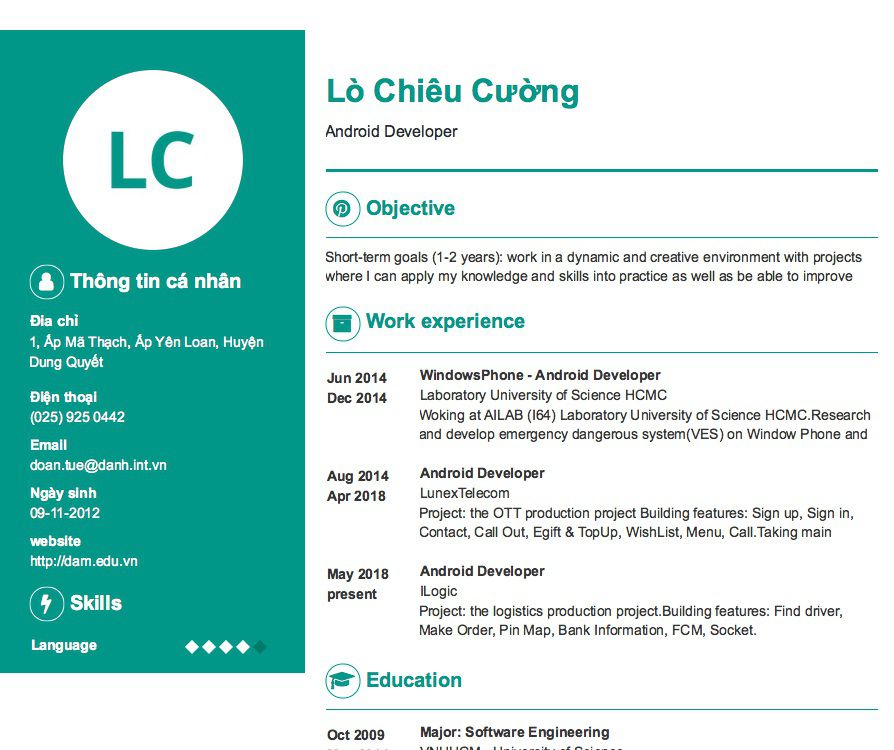 LC
Thông tin cá nhân
Đia chỉ
1, Ấp Mã Thạch, Ấp Yên Loan, Huyện
Dung Quyết
Điện thoại
(025) 925 0442
Email
doan.tue@danh.int.vn
Ngày sinh
09-11-2012
website
http://dam.edu.vn
Skills
Language
Lò Chiêu Cường
Android Developer
Objective
Short-term goals (1-2 years): work in a dynamic and creative environment with projects
where I can apply my knowledge and skills into practice as well as be able to improve
Work experience
Jun 2014
Dec 2014
WindowsPhone - Android Developer
Laboratory University of Science HCMC
Woking at AILAB (I64) Laboratory University of Science HCMC.Research
and develop emergency dangerous system(VES) on Window Phone and
Aug 2014
Apr 2018
Android Developer
LunexTelecom
Project: the OTT production project Building features: Sign up, Sign in,
Contact, Call Out, Egift & TopUp, WishList, Menu, Call.Taking main
May 2018
present
Android Developer
ILogic
Project: the logistics production project.Building features: Find driver,
Make Order, Pin Map, Bank Information, FCM, Socket.
Education
Oct 2009
Major: Software Engineering